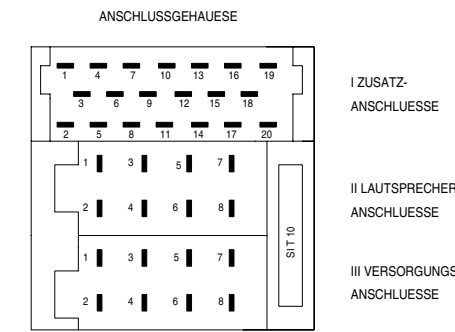 ANSCHLUSSGEHAUESE
1 4 7 10 13 16 19
3 6 9 12 15 18
2 5 8 11 14 17 20
I ZUSATZ-
ANSCHLUESSE
1 3 5 7
2 4 6 8
II LAUTSPRECHER
ANSCHLUESSE
1 3 5 7
2 4 6 8
SIT 10
III VERSORGUNGS
ANSCHLUESSE